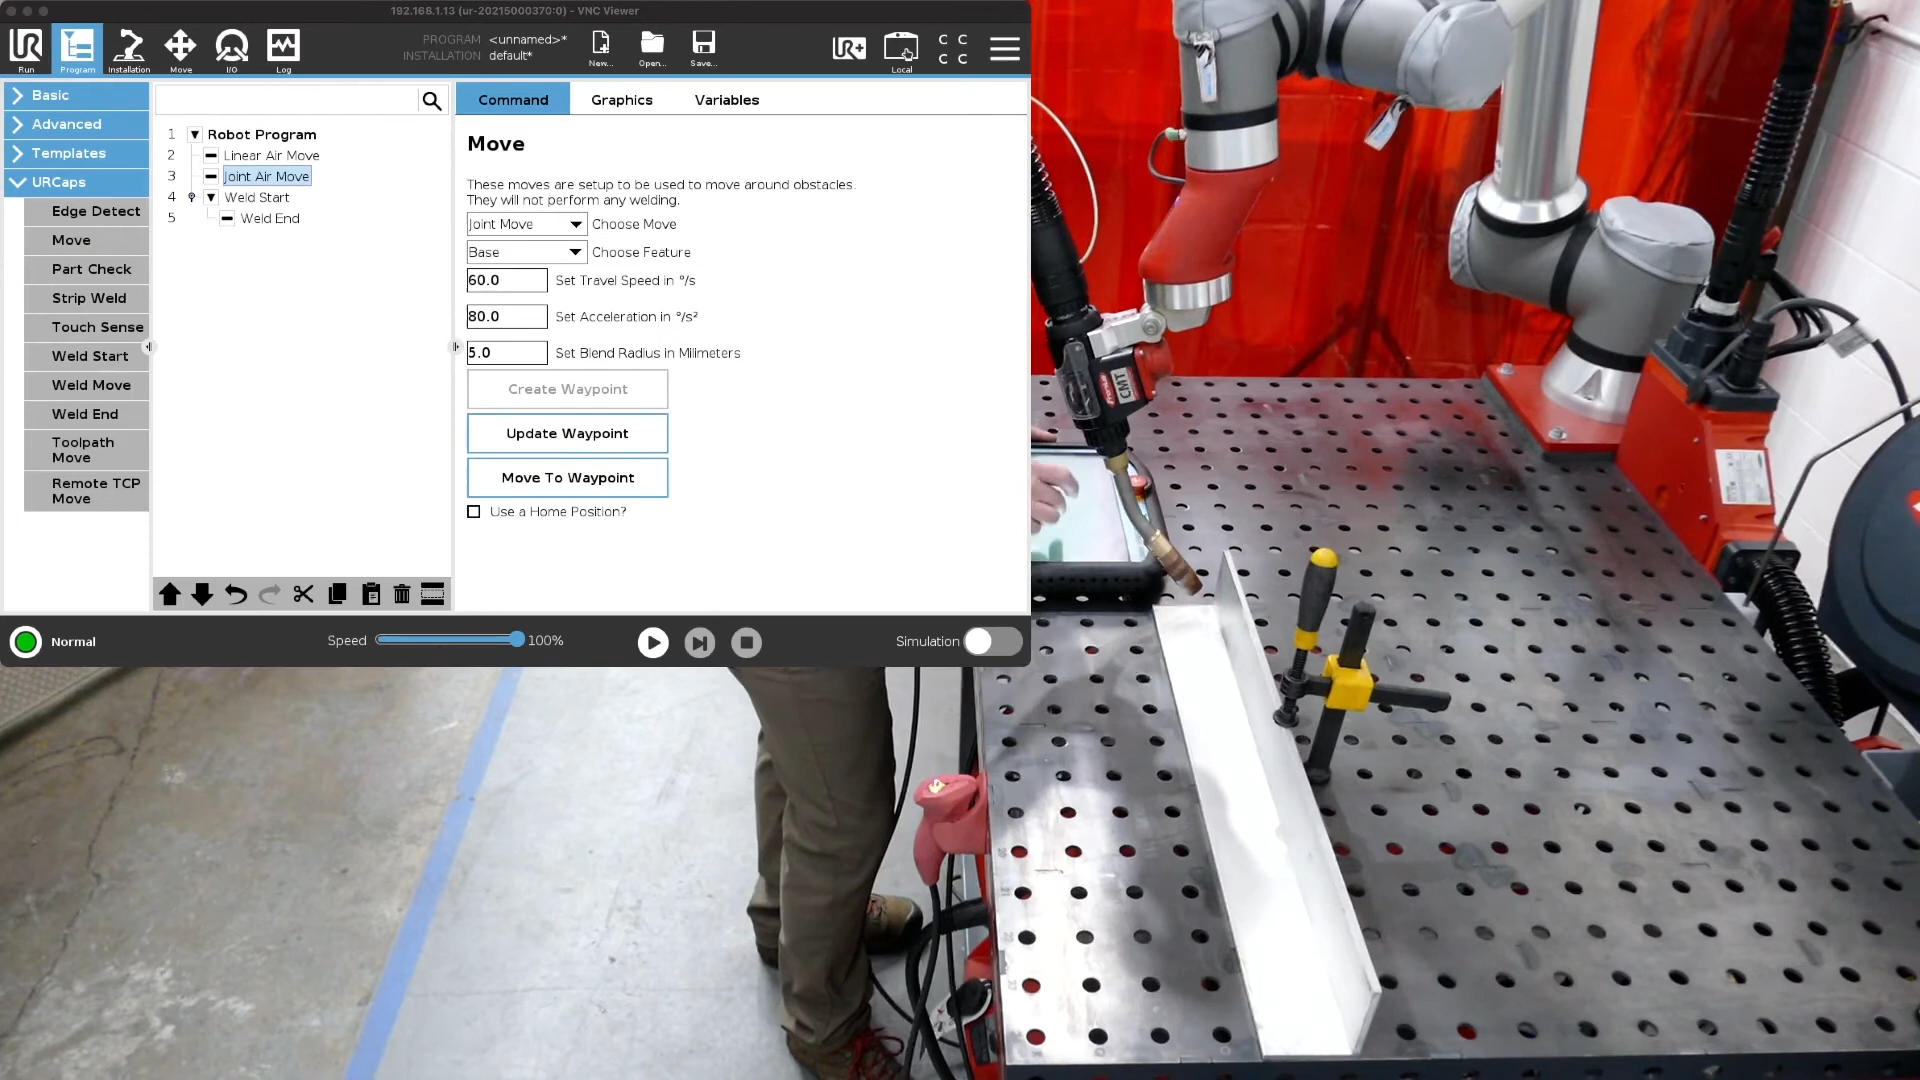 192.168.1.13 (ur-20215000370:0) - VNC Viewer
UR
Run
Program
Installation
Move
I/O
Log
PROGRAM <unnamed>*
INSTALLATION default*
New...
Open...
Save...
UR+
Local
C C
C C
Basic
Advanced
Templates
URCaps
Edge Detect
Move
Part Check
Strip Weld
Touch Sense
Weld Start
Weld Move
Weld End
Toolpath
Move
Remote TCP
Move
1 Robot Program
2 Linear Air Move
3 Joint Air Move
4 Weld Start
5 Weld End
Command Graphics Variables
Move
These moves are setup to be used to move around obstacles.
They will not perform any welding.
Joint Move Choose Move
Base Choose Feature
60.0 Set Travel Speed in °/s
80.0 Set Acceleration in °/s²
5.0 Set Blend Radius in Milimeters
Create Waypoint
Update Waypoint
Move To Waypoint
Use a Home Position?
Normal
Speed 100%
Simulation
CMT